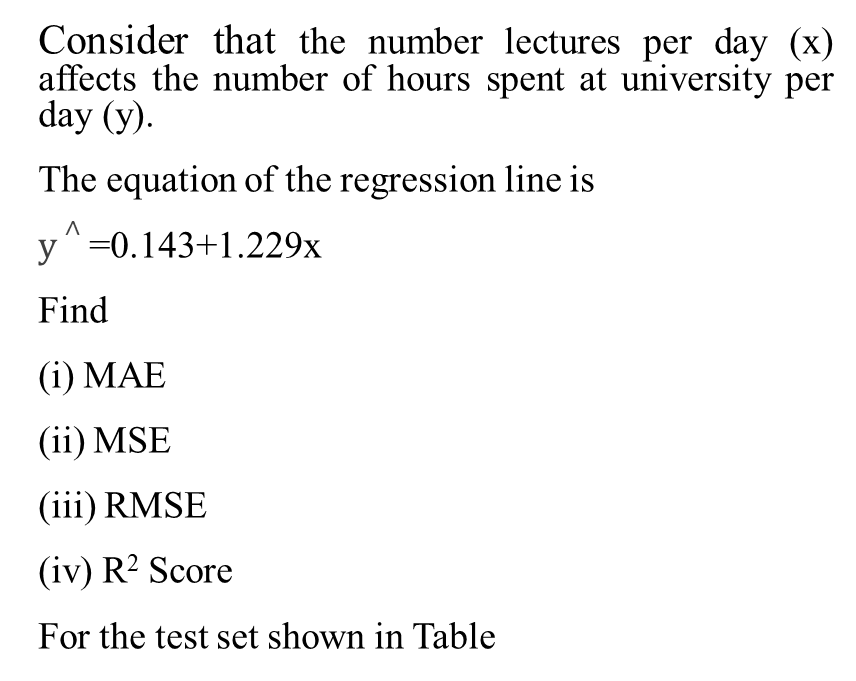 Consider that the number lectures per day (x)
affects the number of hours spent at university per
day (y).
The equation of the regression line is
y^=0.143+1.229x
Find
(i) MAE
(ii) MSE
(iii) RMSE
(iv) R² Score
For the test set shown in Table